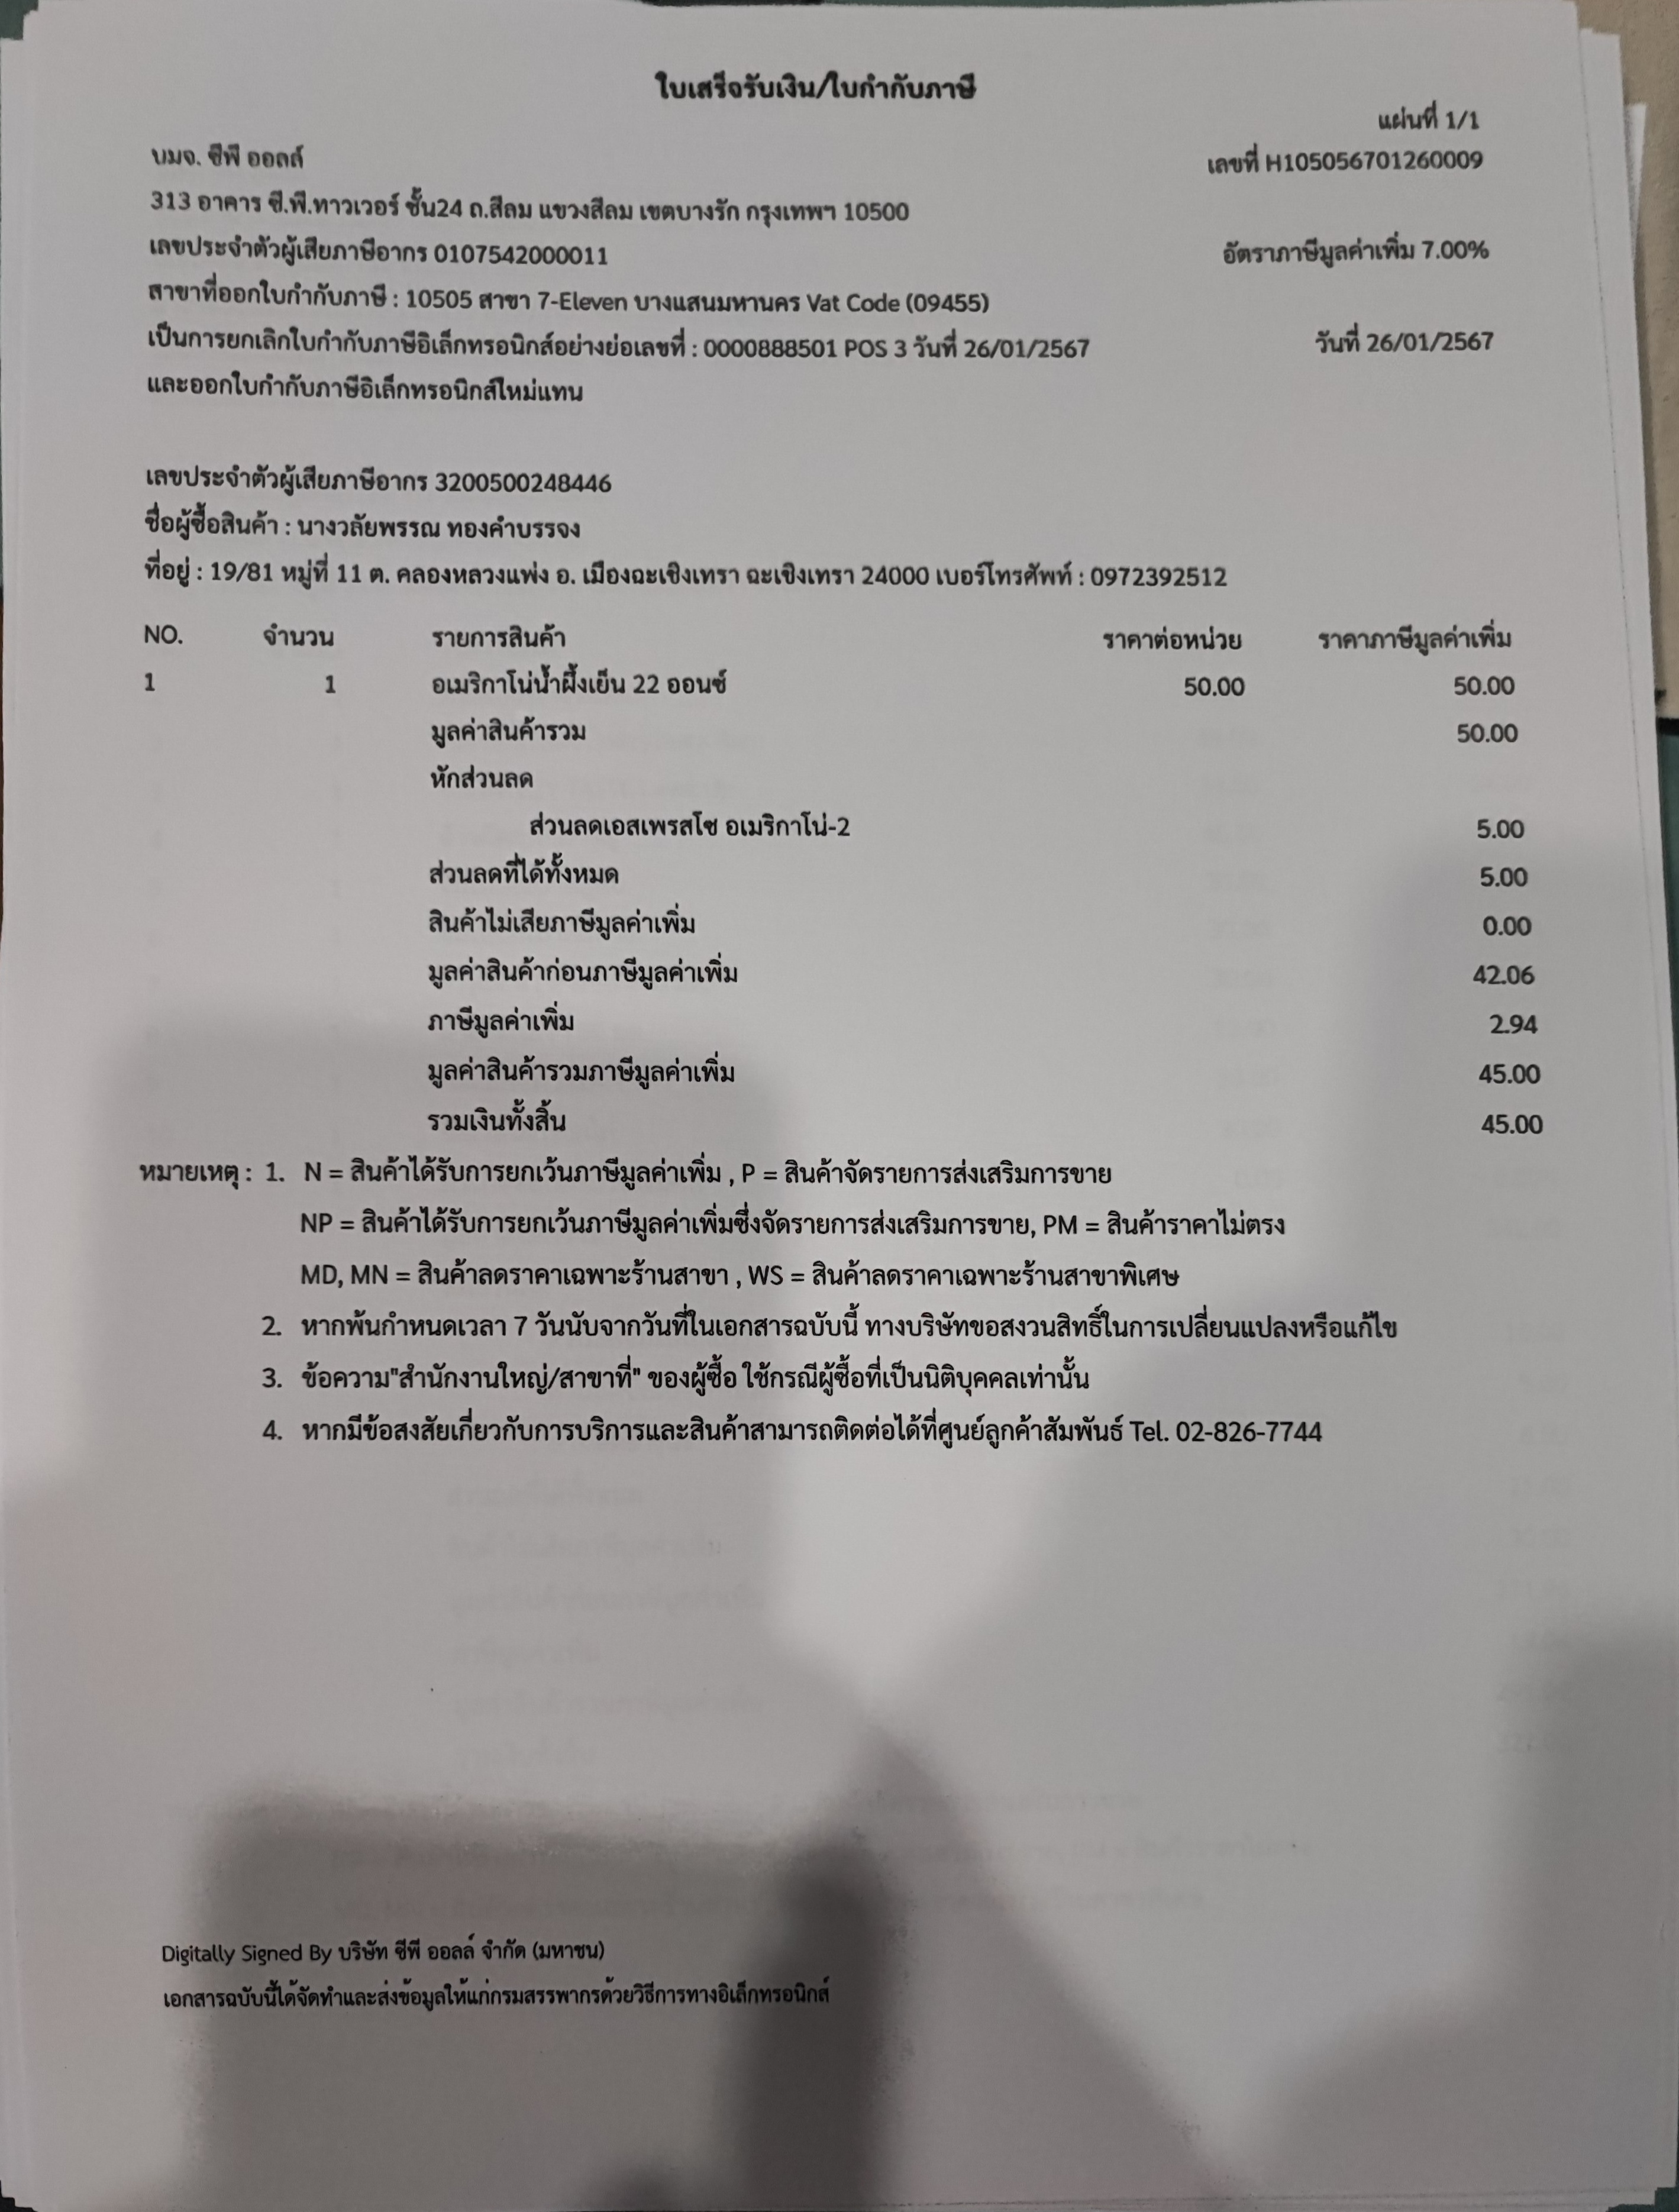 ใบเสร็จรับเงิน/ใบกำกับภาษี
แผ่นที่ 1/1
บมจ. ซีพี ออลล์
เลขที่ H105056701260009
313 อาคาร ซี.พี.ทาวเวอร์ ชั้น24 ถ.สีลม แขวงสีลม เขตบางรัก กรุงเทพฯ 10500
เลขประจำตัวผู้เสียภาษีอากร 0107542000011
อัตราภาษีมูลค่าเพิ่ม 7.00%
สาขาที่ออกใบกำกับภาษี : 10505 สาขา 7-Eleven บางแสนมหานคร Vat Code (09455)
เป็นการยกเลิกใบกำกับภาษีอิเล็กทรอนิกส์อย่างย่อเลขที่ : 0000888501 POS 3 วันที่ 26/01/2567
วันที่ 26/01/2567
และออกใบกำกับภาษีอิเล็กทรอนิกส์ใหม่แทน
เลขประจำตัวผู้เสียภาษีอากร 3200500248446
ชื่อผู้ซื้อสินค้า : นางวลัยพรรณ ทองคำบรรจง
ที่อยู่ : 19/81 หมู่ที่ 11 ต. คลองหลวงแพ่ง อ. เมืองฉะเชิงเทรา ฉะเชิงเทรา 24000 เบอร์โทรศัพท์ : 0972392512
NO. จำนวน รายการสินค้า ราคาต่อหน่วย ราคาภาษีมูลค่าเพิ่ม
1 1 อเมริกาโน่น้ำผึ้งเย็น 22 ออนซ์ 50.00 50.00
มูลค่าสินค้ารวม 50.00
หักส่วนลด
ส่วนลดเอสเพรสโซ อเมริกาโน่-2 5.00
ส่วนลดที่ได้ทั้งหมด 5.00
สินค้าไม่เสียภาษีมูลค่าเพิ่ม 0.00
มูลค่าสินค้าก่อนภาษีมูลค่าเพิ่ม 42.06
ภาษีมูลค่าเพิ่ม 2.94
มูลค่าสินค้ารวมภาษีมูลค่าเพิ่ม 45.00
รวมเงินทั้งสิ้น 45.00
หมายเหตุ : 1. N = สินค้าได้รับการยกเว้นภาษีมูลค่าเพิ่ม , P = สินค้าจัดรายการส่งเสริมการขาย
NP = สินค้าได้รับการยกเว้นภาษีมูลค่าเพิ่มซึ่งจัดรายการส่งเสริมการขาย, PM = สินค้าราคาไม่ตรง
MD, MN = สินค้าลดราคาเฉพาะร้านสาขา , WS = สินค้าลดราคาเฉพาะร้านสาขาพิเศษ
2. หากพ้นกำหนดเวลา 7 วันนับจากวันที่ในเอกสารฉบับนี้ ทางบริษัทขอสงวนสิทธิ์ในการเปลี่ยนแปลงหรือแก้ไข
3. ข้อความ"สำนักงานใหญ่/สาขาที่" ของผู้ซื้อ ใช้กรณีผู้ซื้อที่เป็นนิติบุคคลเท่านั้น
4. หากมีข้อสงสัยเกี่ยวกับการบริการและสินค้าสามารถติดต่อได้ที่ศูนย์ลูกค้าสัมพันธ์ Tel. 02-826-7744
Digitally Signed By บริษัท ซีพี ออลล์ จำกัด (มหาชน)
เอกสารฉบับนี้ได้จัดทำและส่งข้อมูลให้แก่กรมสรรพากรด้วยวิธีการทางอิเล็กทรอนิกส์